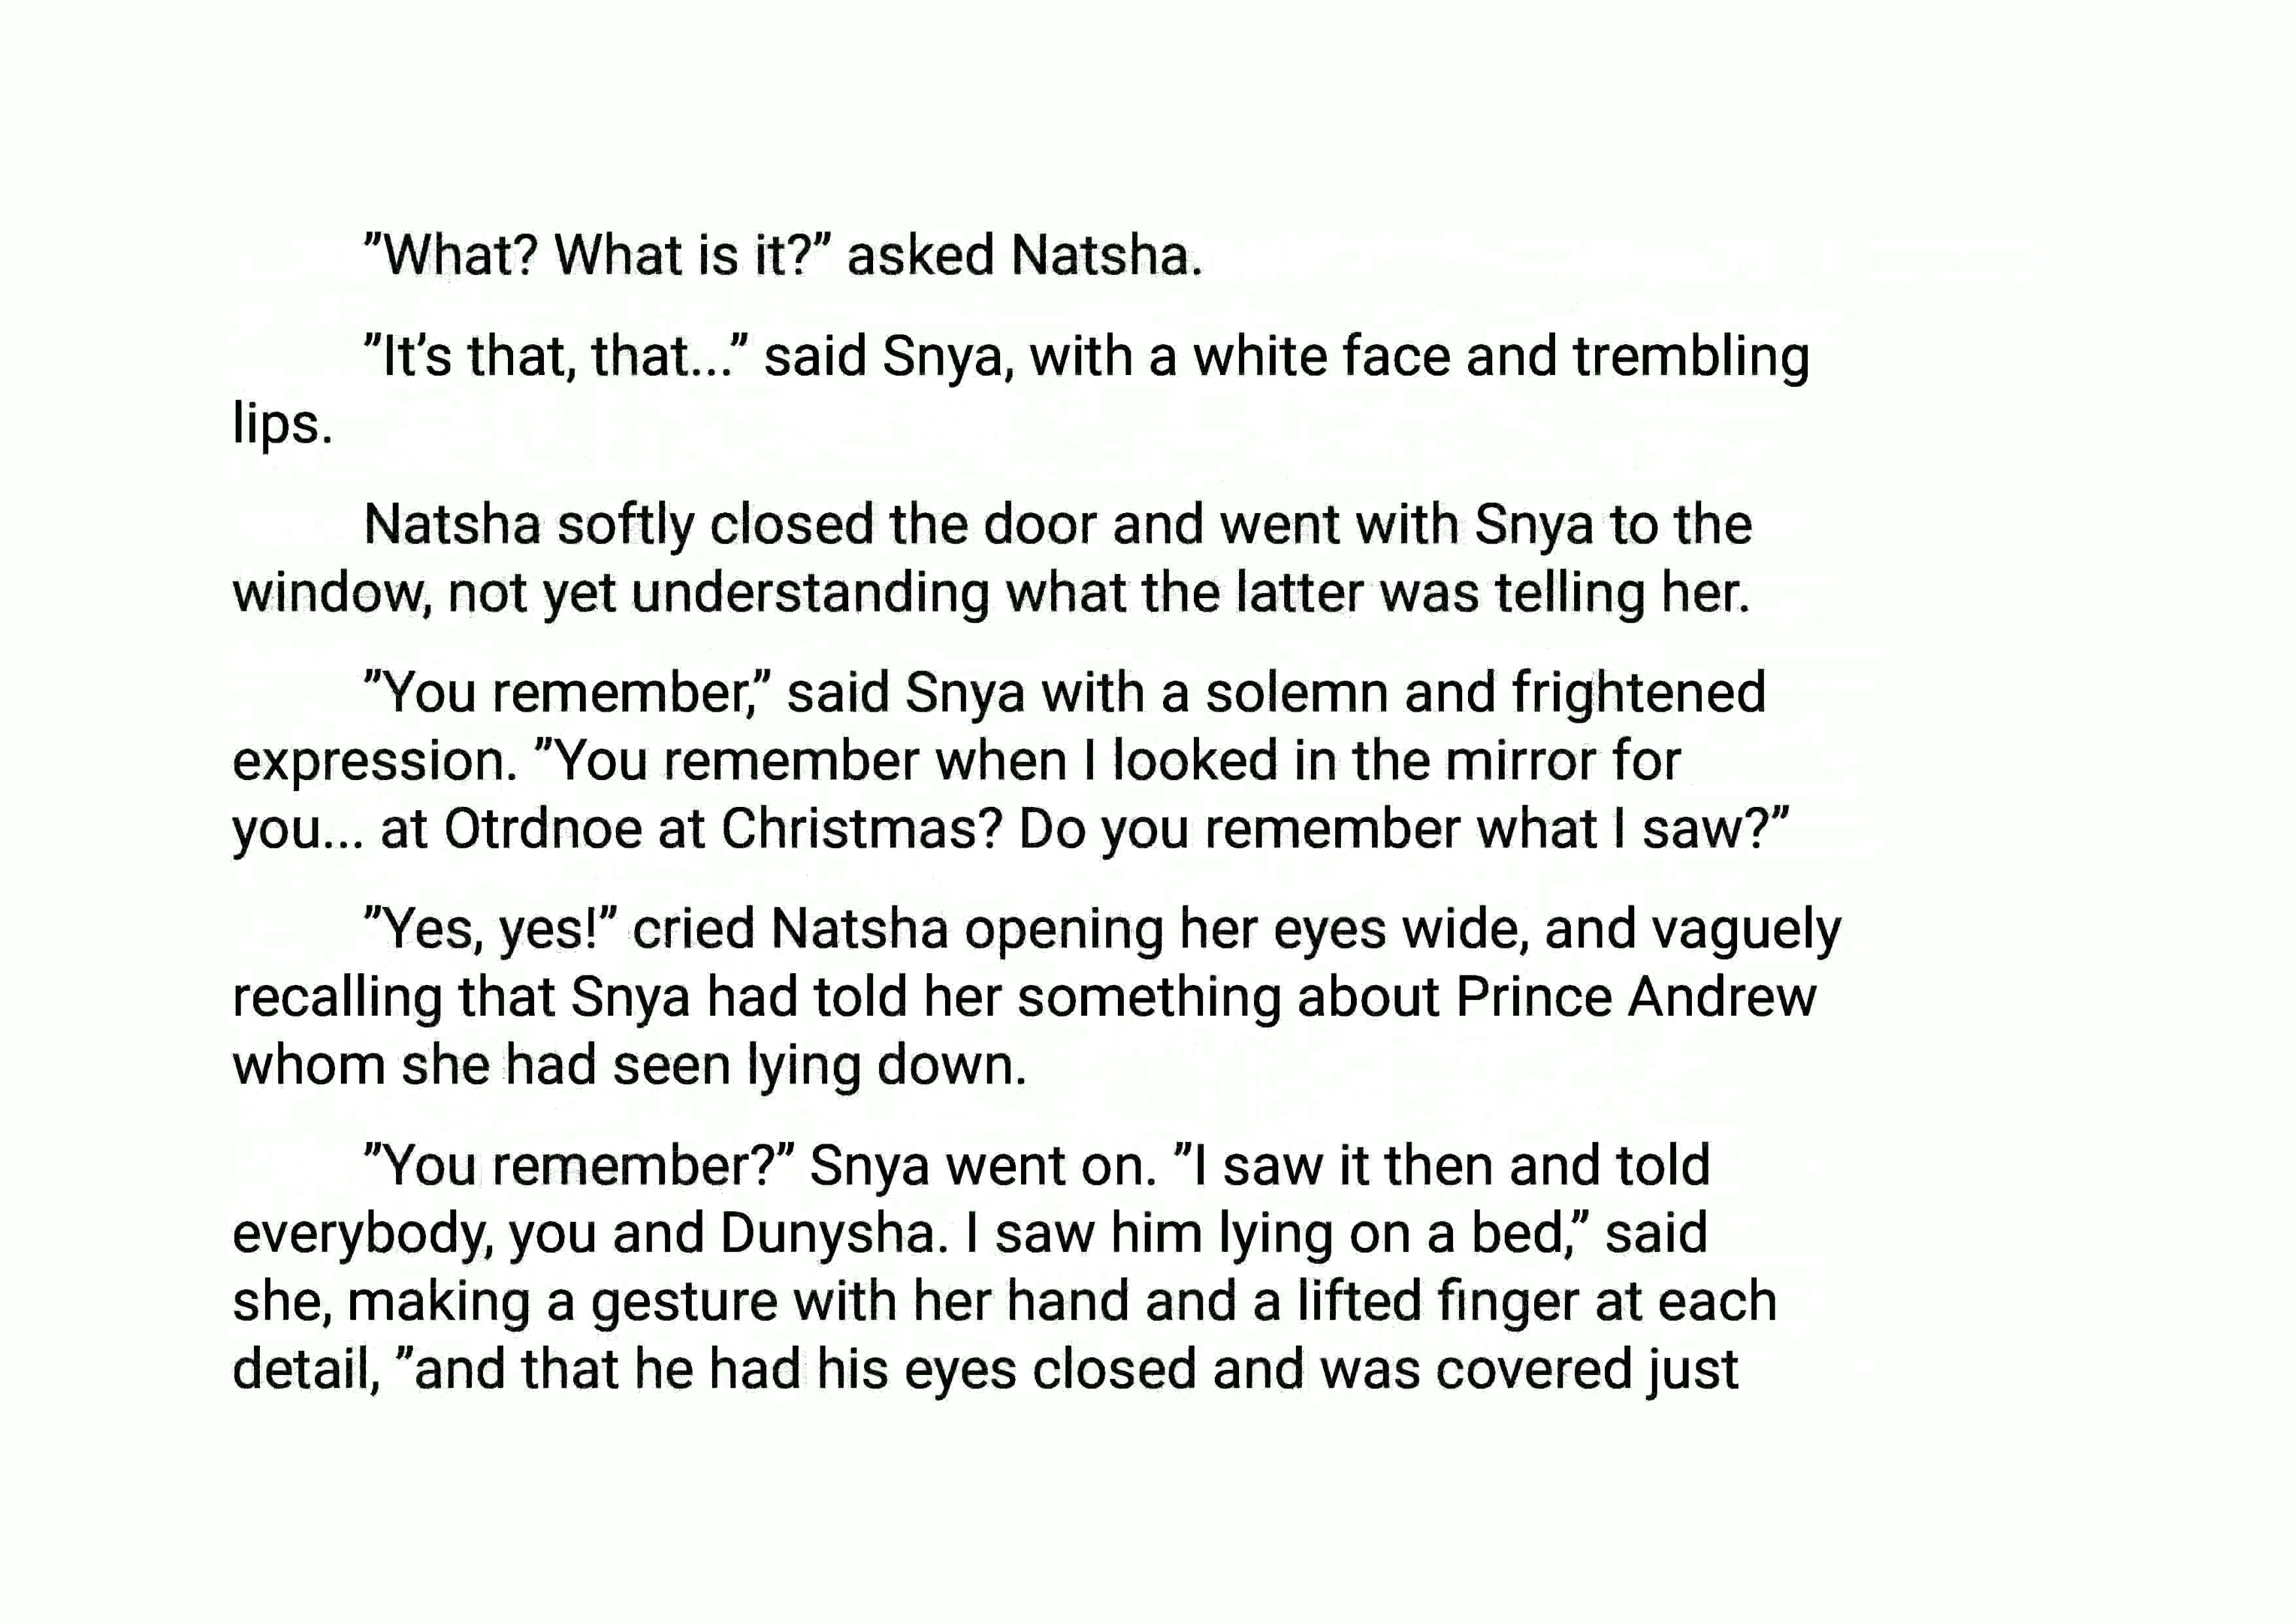 ”What? What is it?” asked Natsha.
”It’s that, that...” said Snya, with a white face and trembling
lips.
Natsha softly closed the door and went with Snya to the
window, not yet understanding what the latter was telling her.
”You remember,” said Snya with a solemn and frightened
expression. ”You remember when I looked in the mirror for
you... at Otrdnoe at Christmas? Do you remember what I saw?”
”Yes, yes!” cried Natsha opening her eyes wide, and vaguely
recalling that Snya had told her something about Prince Andrew
whom she had seen lying down.
”You remember?” Snya went on. ”I saw it then and told
everybody, you and Dunysha. I saw him lying on a bed,” said
she, making a gesture with her hand and a lifted finger at each
detail, ”and that he had his eyes closed and was covered just